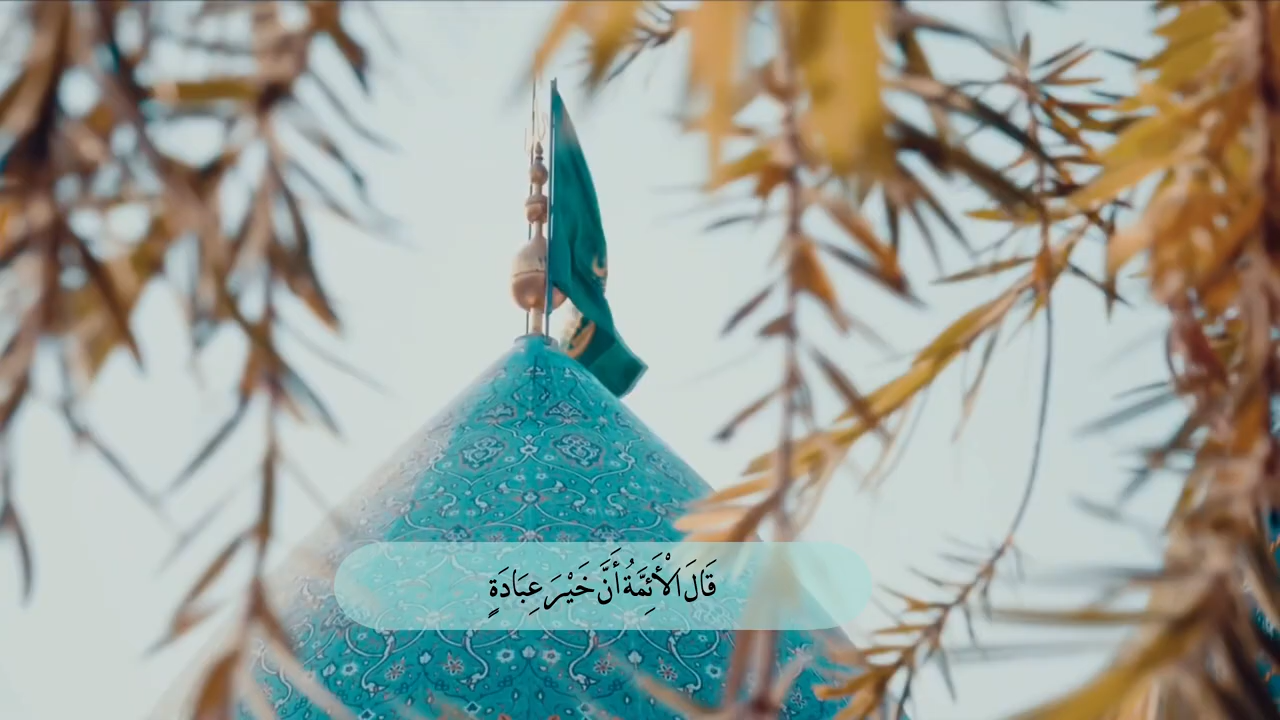 قَالَ الْأَئِمَّةُ أَنَّ خَيْرَ عِبَادَةٍ